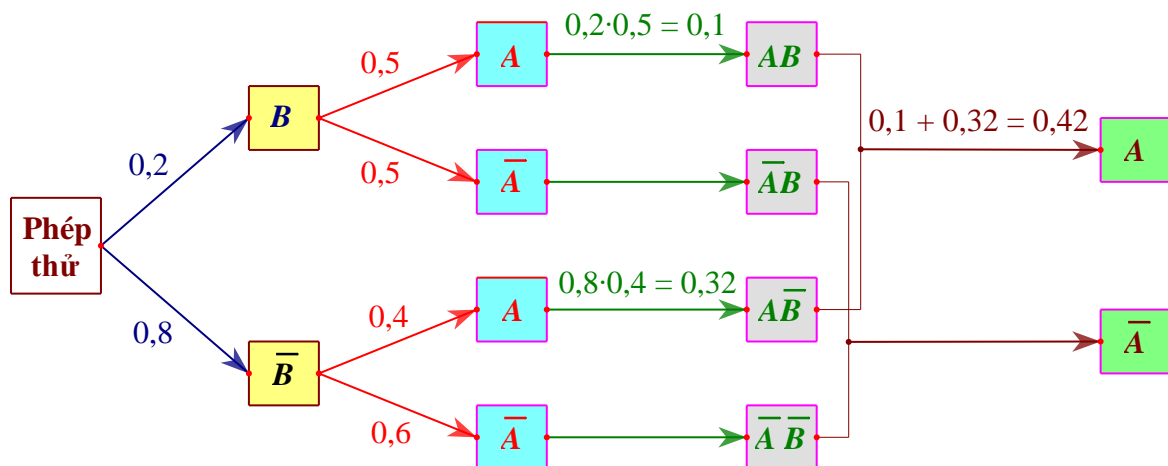 0,2·0,5 = 0,1
A
AB
0,5
B
0,1 + 0,32 = 0,42
A
0,2
0,5
A̅
A̅B
Phép
thử
0,8·0,4 = 0,32
A
AB̅
0,8
0,4
A̅
B̅
0,6
A̅
A̅ B̅